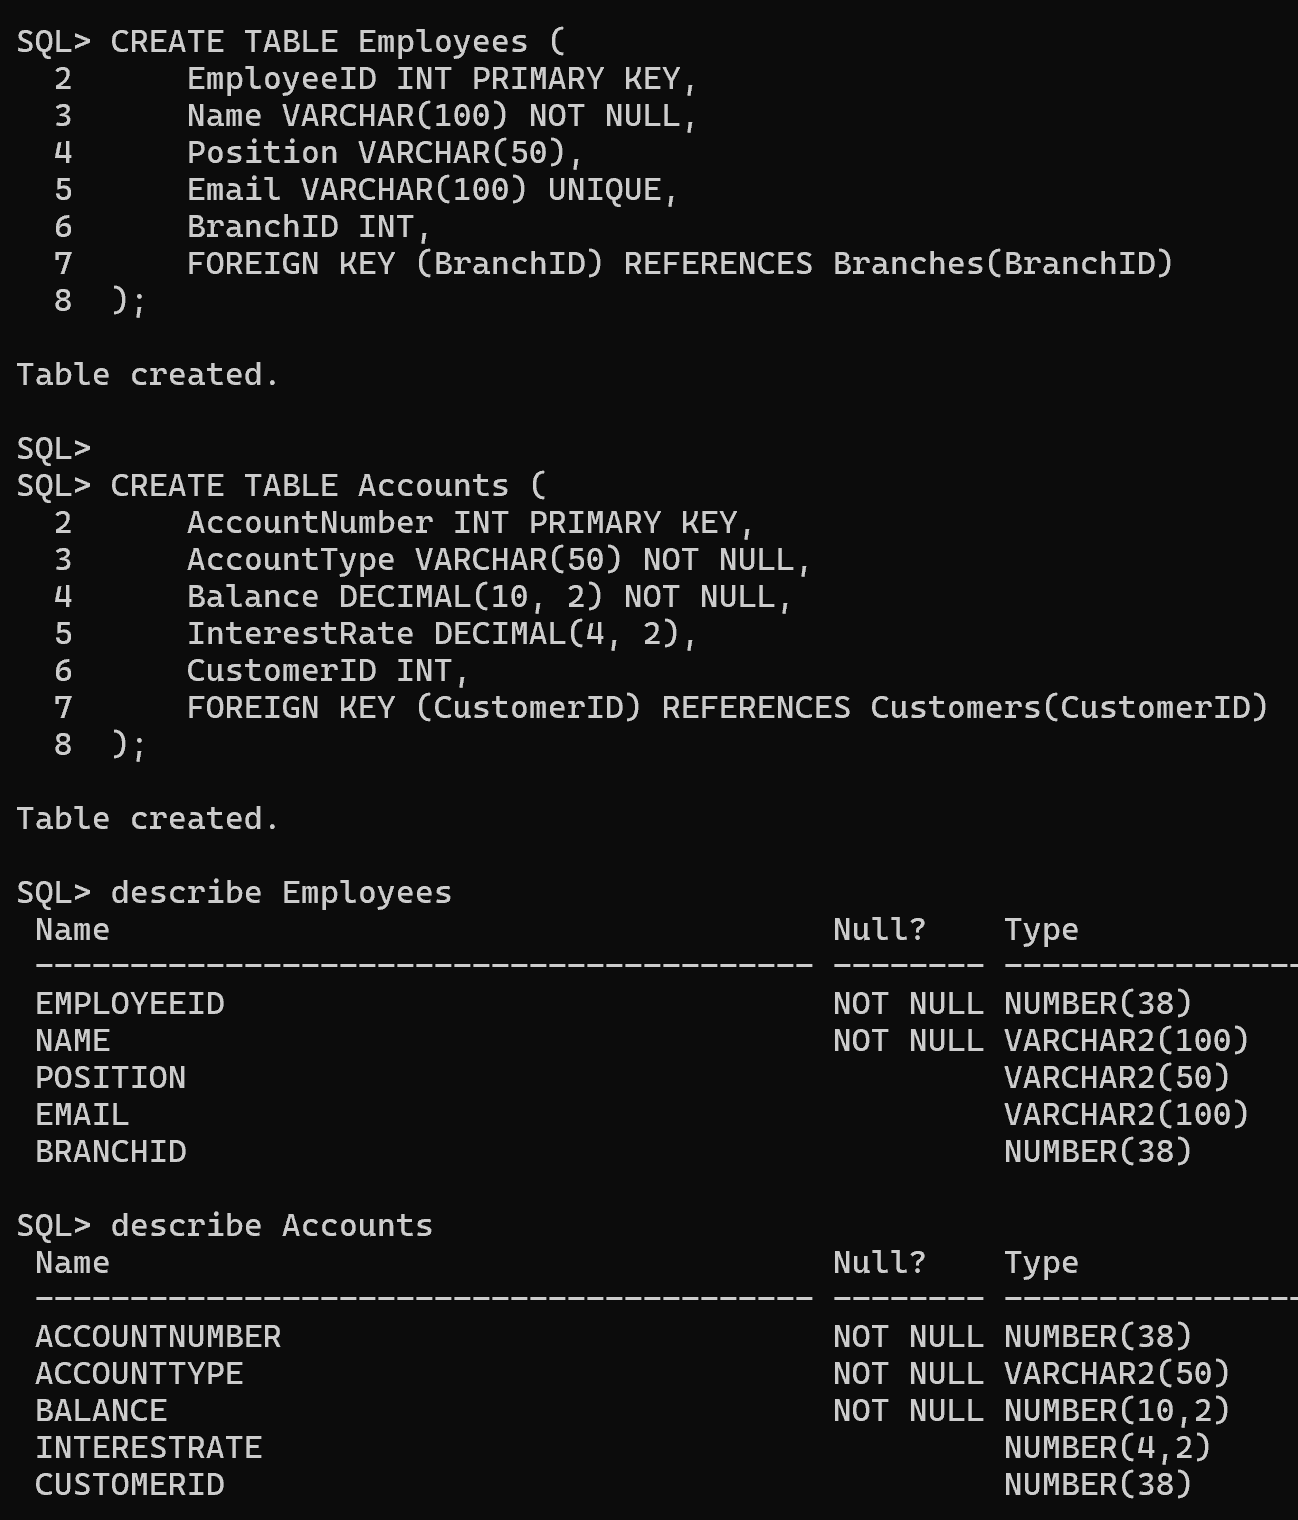 SQL> CREATE TABLE Employees (
  2      EmployeeID INT PRIMARY KEY,
  3      Name VARCHAR(100) NOT NULL,
  4      Position VARCHAR(50),
  5      Email VARCHAR(100) UNIQUE,
  6      BranchID INT,
  7      FOREIGN KEY (BranchID) REFERENCES Branches(BranchID)
  8  );
Table created.
SQL>
SQL> CREATE TABLE Accounts (
  2      AccountNumber INT PRIMARY KEY,
  3      AccountType VARCHAR(50) NOT NULL,
  4      Balance DECIMAL(10, 2) NOT NULL,
  5      InterestRate DECIMAL(4, 2),
  6      CustomerID INT,
  7      FOREIGN KEY (CustomerID) REFERENCES Customers(CustomerID)
  8  );
Table created.
SQL> describe Employees
 Name                                      Null?    Type
 ----------------------------------------- -------- ----------------
 EMPLOYEEID                                NOT NULL NUMBER(38)
 NAME                                      NOT NULL VARCHAR2(100)
 POSITION                                           VARCHAR2(50)
 EMAIL                                              VARCHAR2(100)
 BRANCHID                                           NUMBER(38)
SQL> describe Accounts
 Name                                      Null?    Type
 ----------------------------------------- -------- ----------------
 ACCOUNTNUMBER                             NOT NULL NUMBER(38)
 ACCOUNTTYPE                               NOT NULL VARCHAR2(50)
 BALANCE                                   NOT NULL NUMBER(10,2)
 INTERESTRATE                                       NUMBER(4,2)
 CUSTOMERID                                         NUMBER(38)